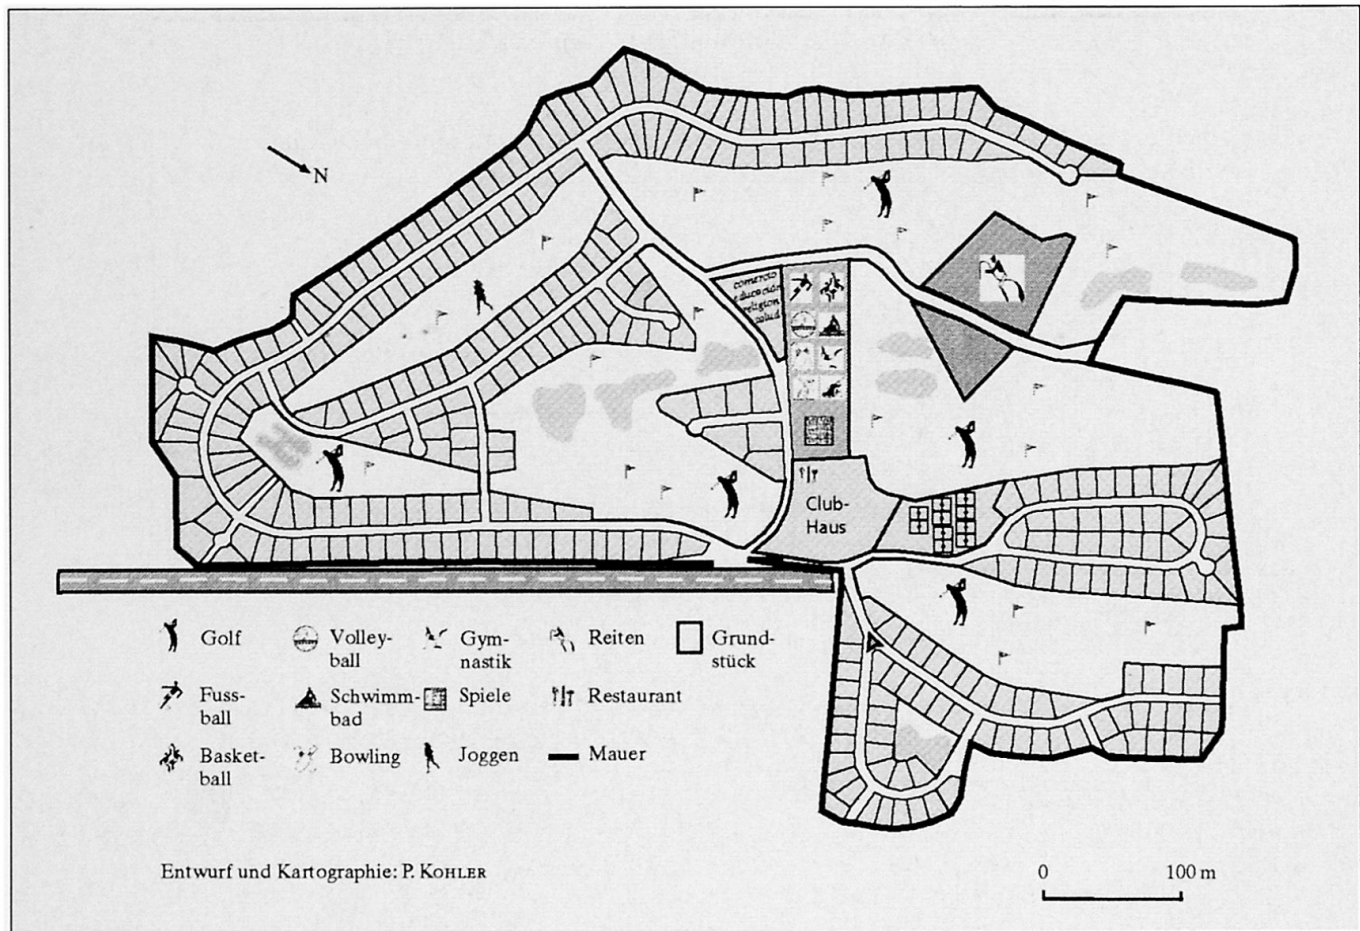 N
comercio
educación
religion
salud
Club-
Haus
Golf
Volley-
ball
Gym-
nastik
Reiten
Grund-
stück
Fuss-
ball
Schwimm-
bad
Spiele
Restaurant
Basket-
ball
Bowling
Joggen
Mauer
Entwurf und Kartographie: P. KOHLER
0 100 m